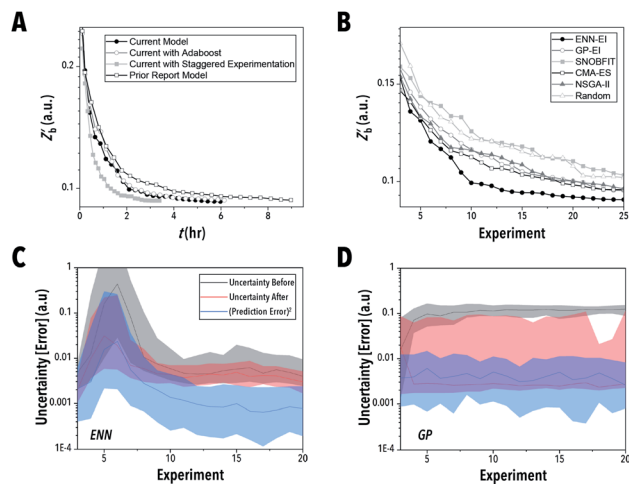 A
Z′b (a.u.)
0.2
0.1
0 2 4 6 8
t(hr)
Current Model
Current with Adaboost
Current with Staggered Experimentation
Prior Report Model
B
Z′b (a.u.)
0.15
0.1
5 10 15 20 25
Experiment
ENN-EI
GP-EI
SNOBFIT
CMA-ES
NSGA-II
Random
C
Uncertainty [Error] (a.u)
1
0.1
0.01
0.001
1E-4
5 10 15 20
Experiment
Uncertainty Before
Uncertainty After
(Prediction Error)²
ENN
D
Uncertainty [Error] (a.u)
1
0.1
0.01
0.001
1E-4
5 10 15 20
Experiment
GP